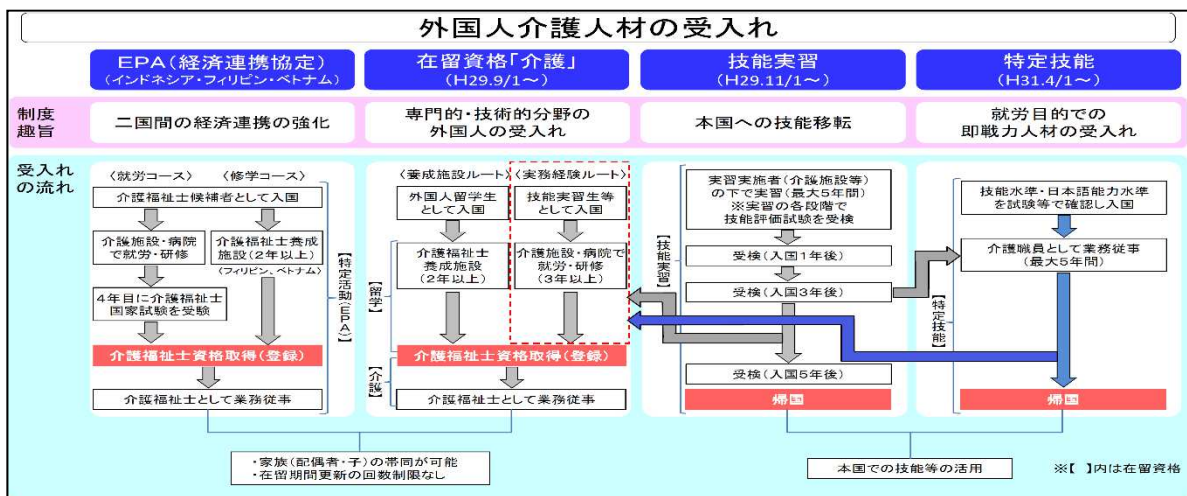 外国人介護人材の受入れ
EPA(経済連携協定)
(インドネシア・フィリピン・ベトナム)
在留資格「介護」
(H29.9/1~)
技能実習
(H29.11/1~)
特定技能
(H31.4/1~)
制度
趣旨
二国間の経済連携の強化
専門的・技術的分野の
外国人の受入れ
本国への技能移転
就労目的での
即戦力人材の受入れ
受入れ
の流れ
〈就労コース〉
〈修学コース〉
介護福祉士候補者として入国
介護施設・病院
で就労・研修
介護福祉士養成
施設(2年以上)
(フィリピン、ベトナム)
4年目に介護福祉士
国家試験を受験
【特定活動(EPA)】
介護福祉士資格取得(登録)
介護福祉士として業務従事
〈養成施設ルート〉
〈実務経験ルート〉
外国人留学生
として入国
技能実習生等
として入国
介護福祉士
養成施設
(2年以上)
介護施設・病院で
就労・研修
(3年以上)
【留学】
介護福祉士資格取得(登録)
【介護】
介護福祉士として業務従事
実習実施者(介護施設等)
の下で実習(最大5年間)
※実習の各段階で
技能評価試験を受検
【技能実習】
受検(入国1年後)
受検(入国3年後)
受検(入国5年後)
帰国
技能水準・日本語能力水準
を試験等で確認し入国
介護職員として業務従事
(最大5年間)
【特定技能】
帰国
・家族(配偶者・子)の帯同が可能
・在留期間更新の回数制限なし
本国での技能等の活用
※【 】内は在留資格